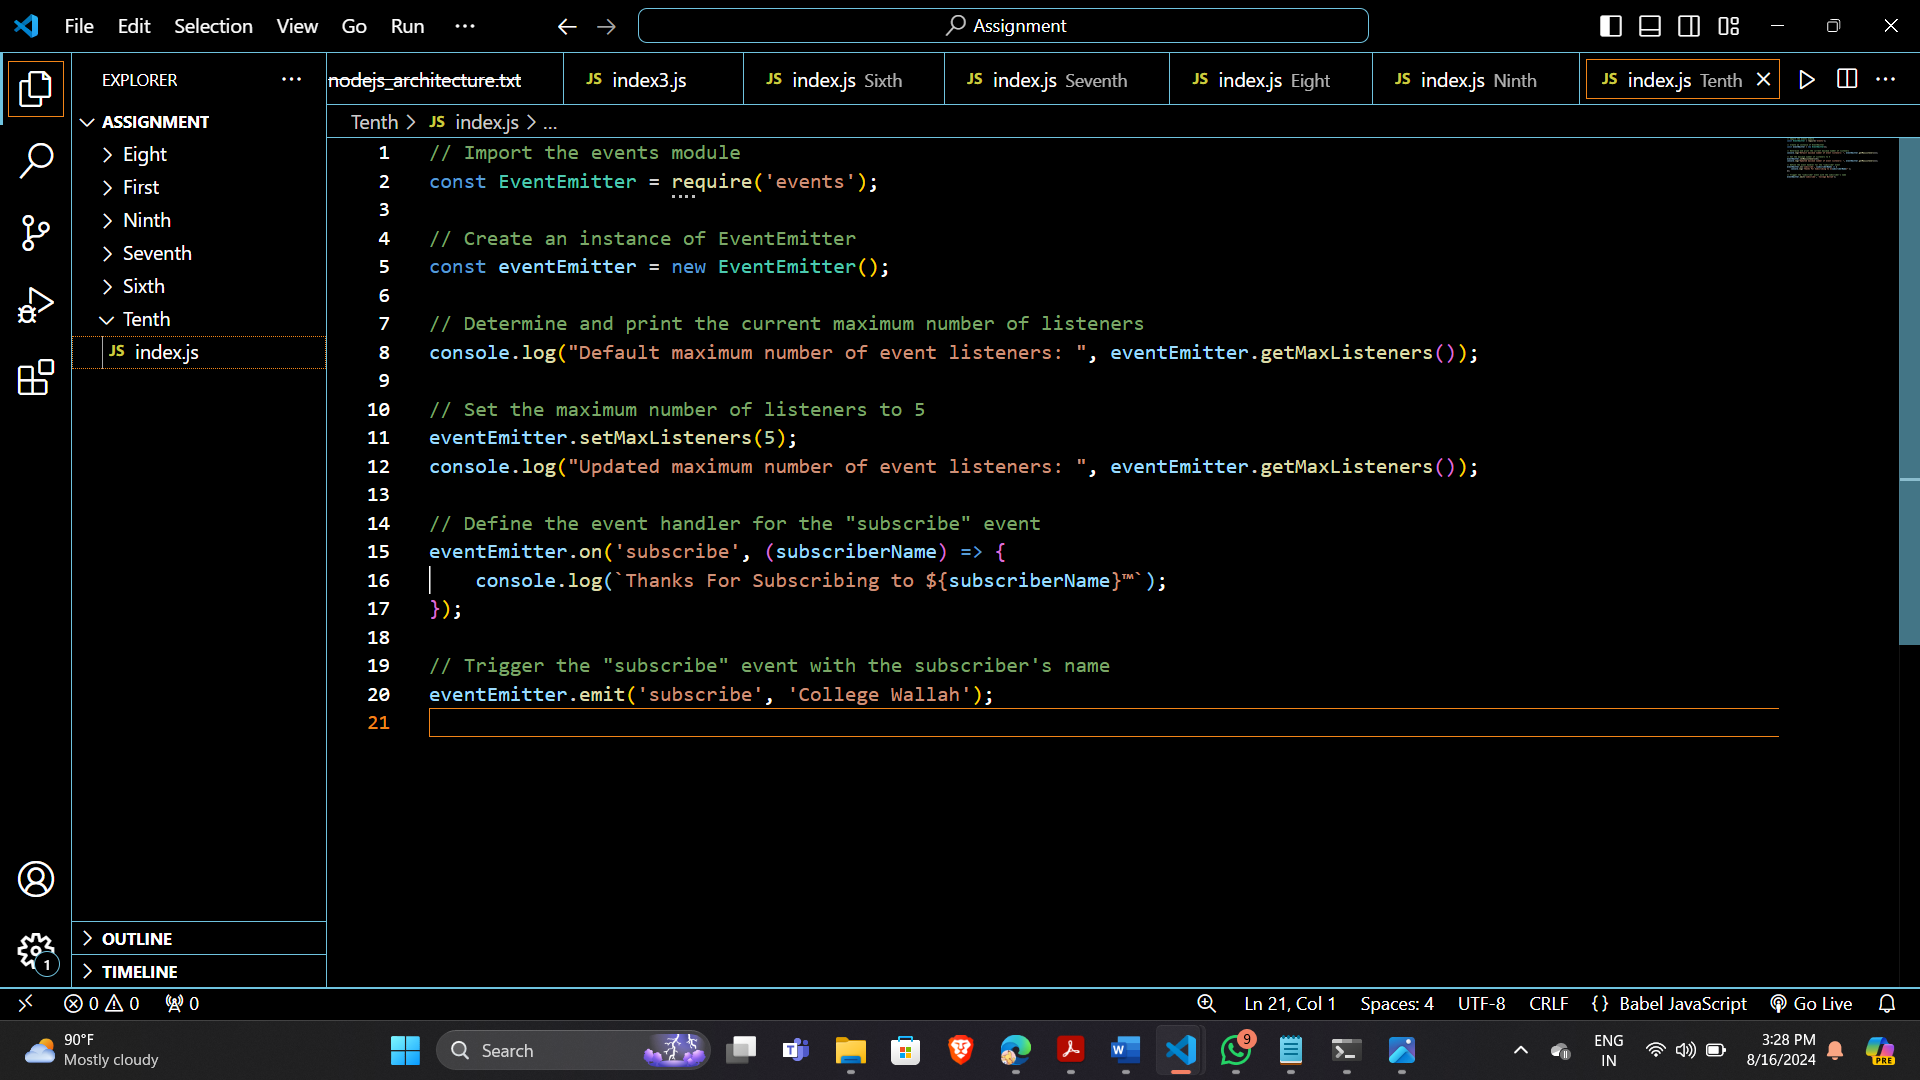 File Edit Selection View Go Run ···
Assignment
EXPLORER ···
nodejs_architecture.txt
JS index3.js
JS index.js Sixth
JS index.js Seventh
JS index.js Eight
JS index.js Ninth
JS index.js Tenth
ASSIGNMENT
Eight
First
Ninth
Seventh
Sixth
Tenth
JS index.js
Tenth > JS index.js > ...
1 // Import the events module
2 const EventEmitter = require('events');
3
4 // Create an instance of EventEmitter
5 const eventEmitter = new EventEmitter();
6
7 // Determine and print the current maximum number of listeners
8 console.log("Default maximum number of event listeners: ", eventEmitter.getMaxListeners());
9
10 // Set the maximum number of listeners to 5
11 eventEmitter.setMaxListeners(5);
12 console.log("Updated maximum number of event listeners: ", eventEmitter.getMaxListeners());
13
14 // Define the event handler for the "subscribe" event
15 eventEmitter.on('subscribe', (subscriberName) => {
16     console.log(`Thanks For Subscribing to ${subscriberName}™`);
17 });
18
19 // Trigger the "subscribe" event with the subscriber's name
20 eventEmitter.emit('subscribe', 'College Wallah');
21
OUTLINE
TIMELINE
1
0 0 0
Ln 21, Col 1 Spaces: 4 UTF-8 CRLF {} Babel JavaScript Go Live
90°F
Mostly cloudy
Search
9
ENG
IN
3:28 PM
8/16/2024
PRE